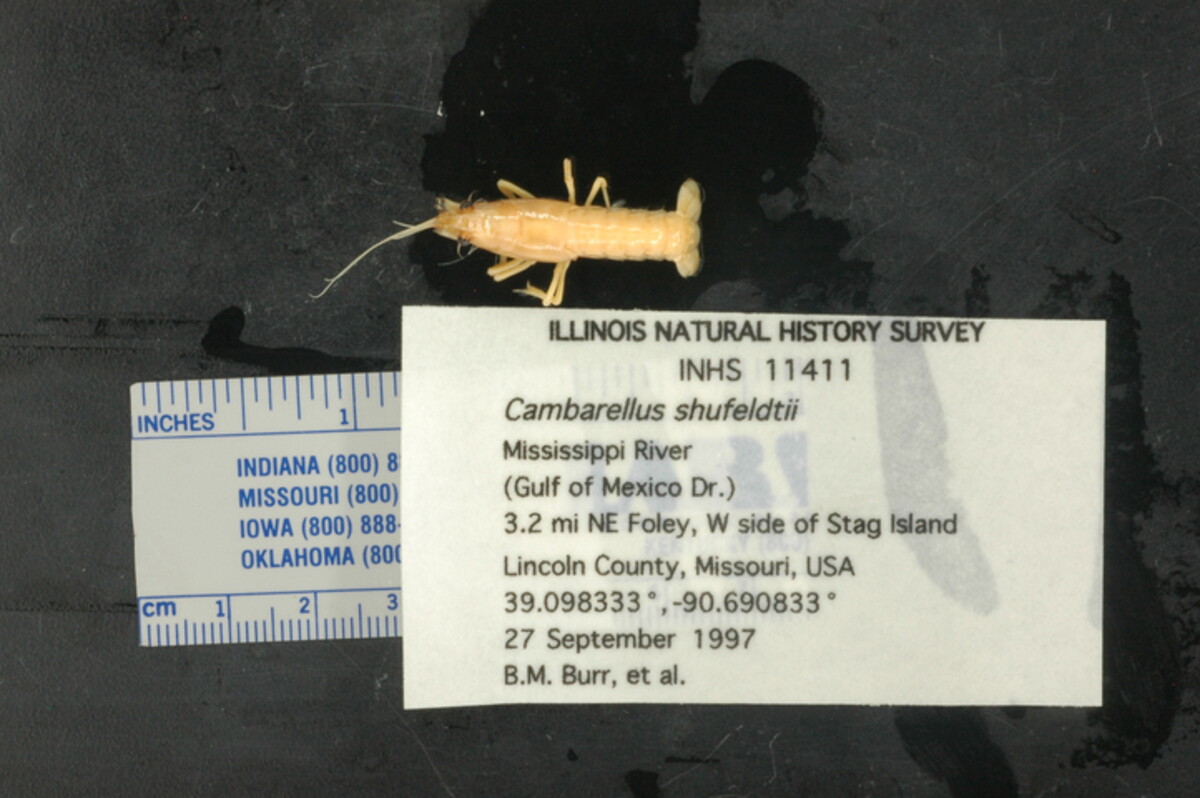 ILLINOIS NATURAL HISTORY SURVEY
INHS 11411
Cambarellus shufeldtii
Mississippi River
(Gulf of Mexico Dr.)
3.2 mi NE Foley, W side of Stag Island
Lincoln County, Missouri, USA
39.098333°,-90.690833°
27 September 1997
B.M. Burr, et al.
INCHES 1
INDIANA (800) 8
MISSOURI (800)
IOWA (800) 888-
OKLAHOMA (800
cm 1 2 3